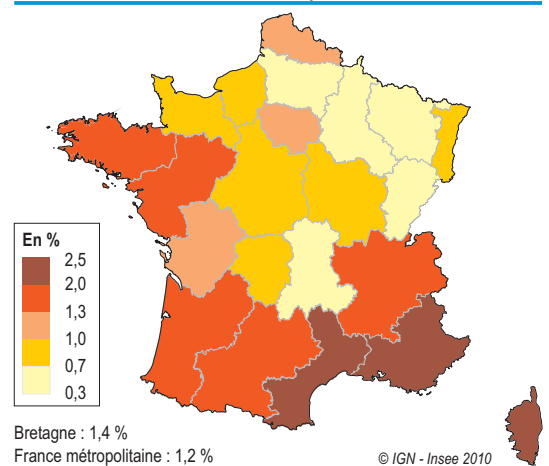 En %
2,5
2,0
1,3
1,0
0,7
0,3
Bretagne : 1,4 %
France métropolitaine : 1,2 %
© IGN - Insee 2010